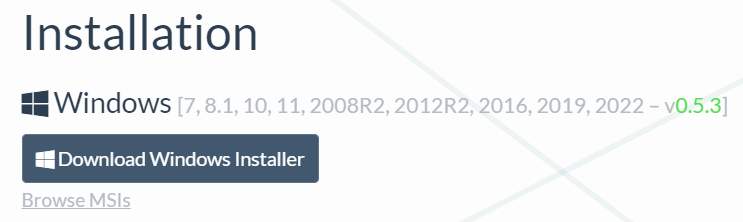 Installation
Windows [7, 8.1, 10, 11, 2008R2, 2012R2, 2016, 2019, 2022 – v0.5.3]
Download Windows Installer
Browse MSIs